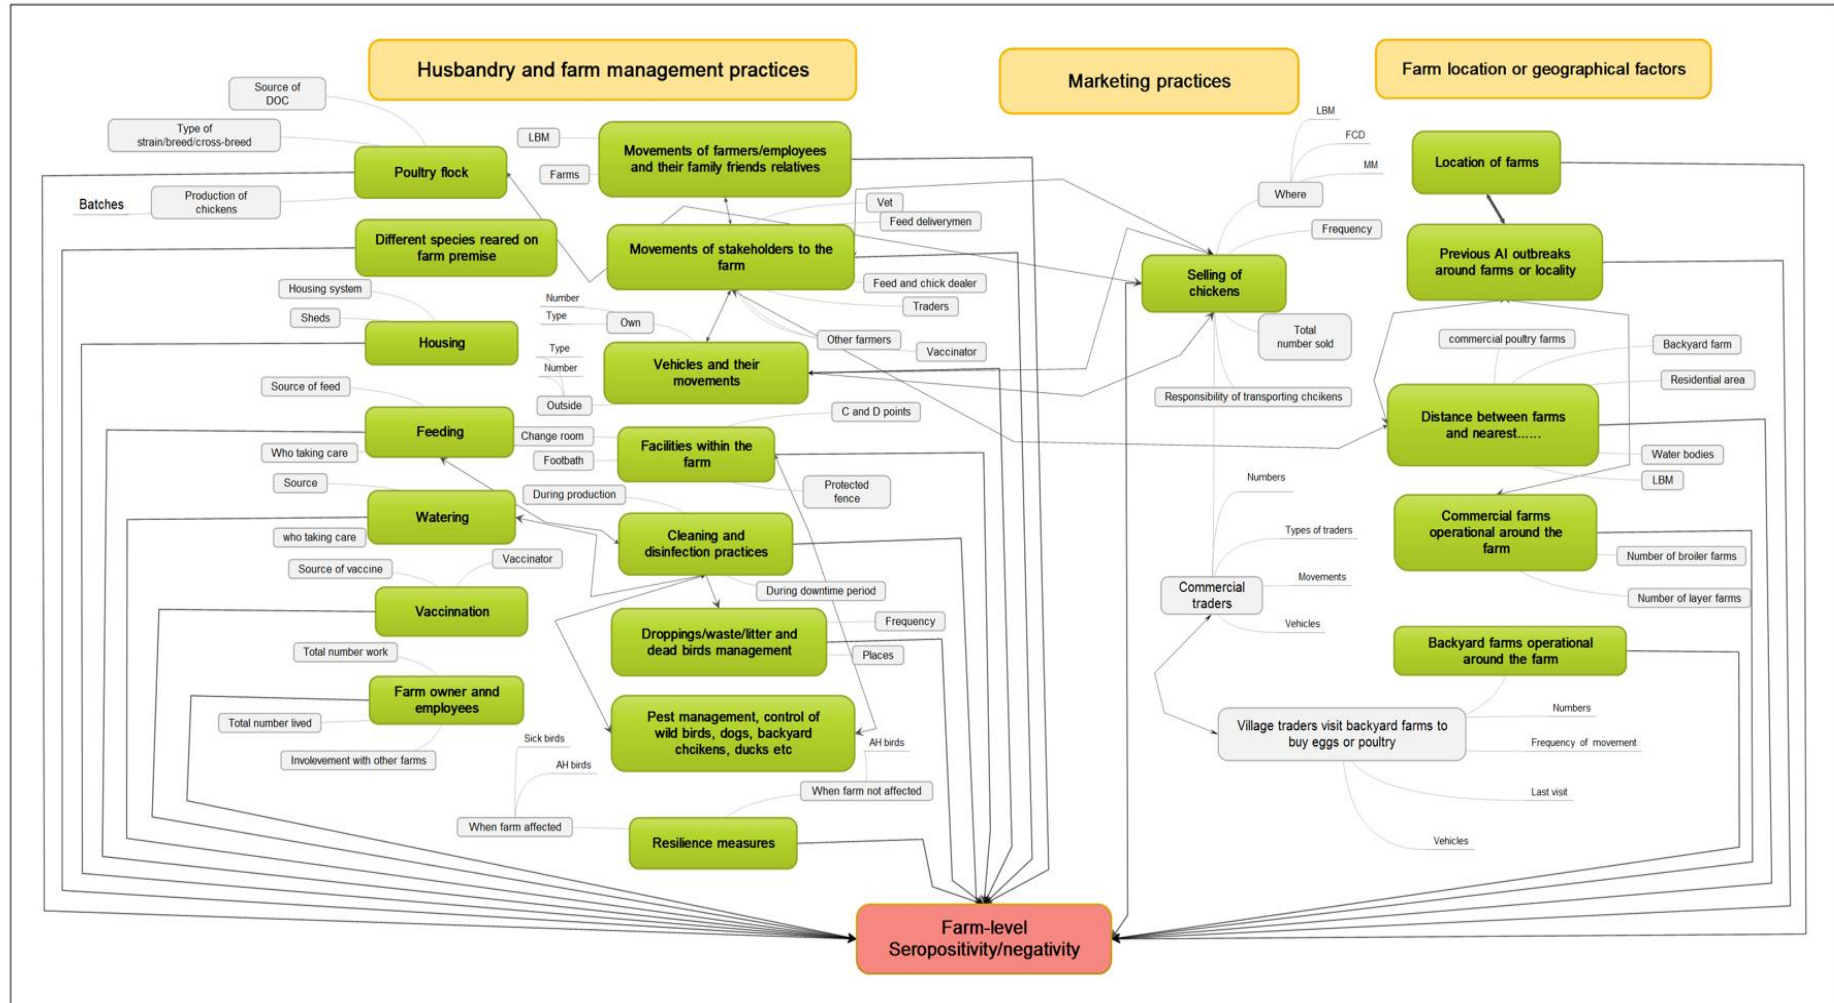 Husbandry and farm management practices
Marketing practices
Farm location or geographical factors
Source of
DOC
Type of
strain/breed/cross-breed
Poultry flock
Batches
Production of
chickens
Different species reared on
farm premise
Housing system
Sheds
Housing
Source of feed
Feeding
Who taking care
Source
Watering
who taking care
Source of vaccine
Vaccinator
Vaccinnation
Total number work
Farm owner annd
employees
Total number lived
Involevement with other farms
LBM
Farms
Movements of farmers/employees
and their family friends relatives
Vet
Feed deliverymen
Movements of stakeholders to the
farm
Feed and chick dealer
Traders
Other farmers
Vaccinator
Number
Type
Own
Type
Number
Outside
Vehicles and their
movements
C and D points
Change room
Footbath
Facilities within the
farm
Protected
fence
During production
Cleaning and
disinfection practices
During downtime period
Droppings/waste/litter and
dead birds management
Frequency
Places
Pest management, control of
wild birds, dogs, backyard
chcikens, ducks etc
Sick birds
AH birds
When farm affected
AH birds
When farm not affected
Resilience measures
LBM
FCD
MM
Where
Frequency
Selling of
chickens
Total
number sold
Responsibility of transporting chcikens
Numbers
Types of traders
Movements
Commercial
traders
Vehicles
Location of farms
Previous AI outbreaks
around farms or locality
commercial poultry farms
Backyard farm
Residential area
Distance between farms
and nearest......
Water bodies
LBM
Commercial farms
operational around the
farm
Number of broiler farms
Number of layer farms
Backyard farms operational
around the farm
Village traders visit backyard farms to
buy eggs or poultry
Numbers
Frequency of movement
Last visit
Vehicles
Farm-level
Seropositivity/negativity